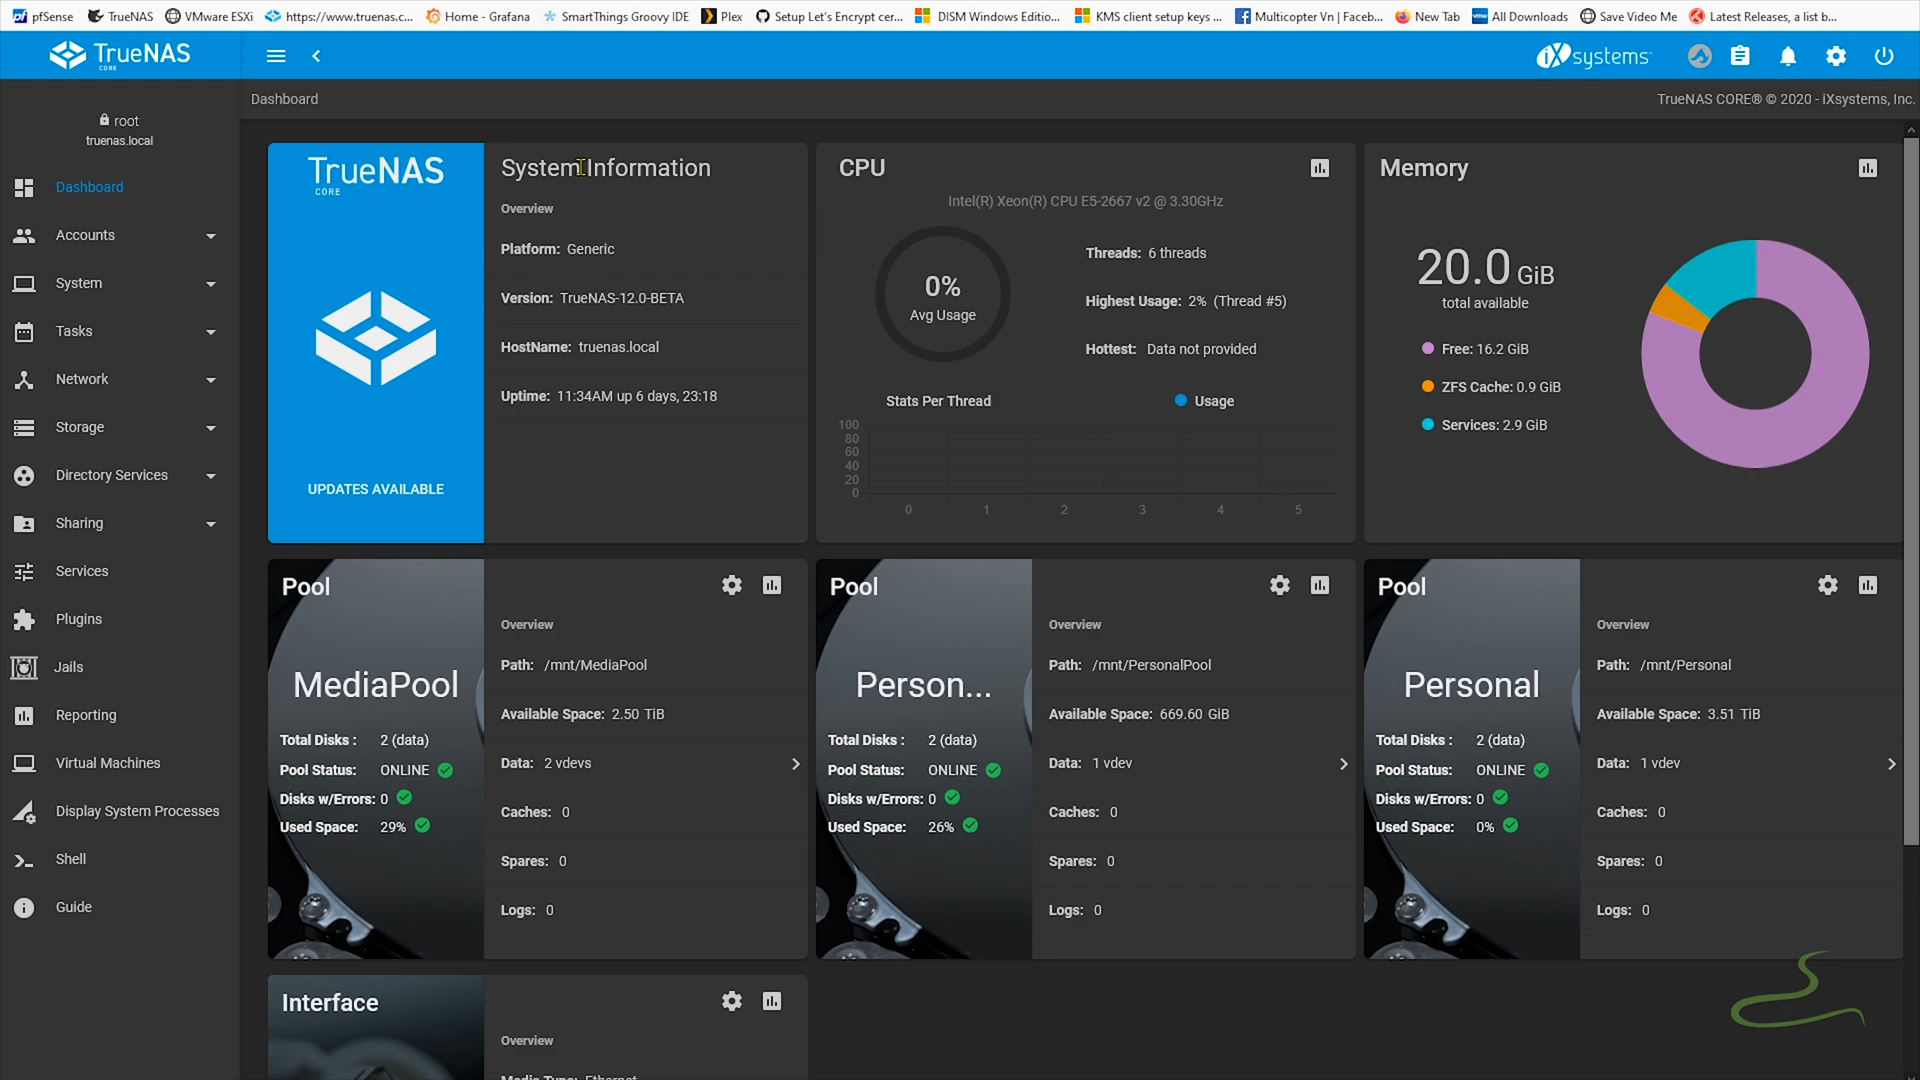 pfSense TrueNAS VMware ESXi https://www.truenas.c... Home - Grafana SmartThings Groovy IDE Plex Setup Let's Encrypt cer... DISM Windows Editio... KMS client setup keys ... Multicopter Vn | Faceb... New Tab All Downloads Save Video Me Latest Releases, a list b...
TrueNAS
CORE
iXsystems
Dashboard
TrueNAS CORE® © 2020 - iXsystems, Inc.
root
truenas.local
Dashboard
Accounts
System
Tasks
Network
Storage
Directory Services
Sharing
Services
Plugins
Jails
Reporting
Virtual Machines
Display System Processes
Shell
Guide
TrueNAS
CORE
UPDATES AVAILABLE
System Information
Overview
Platform: Generic
Version: TrueNAS-12.0-BETA
HostName: truenas.local
Uptime: 11:34AM up 6 days, 23:18
CPU
Intel(R) Xeon(R) CPU E5-2667 v2 @ 3.30GHz
0%
Avg Usage
Threads: 6 threads
Highest Usage: 2% (Thread #5)
Hottest: Data not provided
Stats Per Thread
Usage
100
80
60
40
20
0
0 1 2 3 4 5
Memory
20.0 GiB
total available
Free: 16.2 GiB
ZFS Cache: 0.9 GiB
Services: 2.9 GiB
Pool
MediaPool
Total Disks : 2 (data)
Pool Status: ONLINE
Disks w/Errors: 0
Used Space: 29%
Overview
Path: /mnt/MediaPool
Available Space: 2.50 TiB
Data: 2 vdevs
Caches: 0
Spares: 0
Logs: 0
Pool
Person...
Total Disks : 2 (data)
Pool Status: ONLINE
Disks w/Errors: 0
Used Space: 26%
Overview
Path: /mnt/PersonalPool
Available Space: 669.60 GiB
Data: 1 vdev
Caches: 0
Spares: 0
Logs: 0
Pool
Personal
Total Disks : 2 (data)
Pool Status: ONLINE
Disks w/Errors: 0
Used Space: 0%
Overview
Path: /mnt/Personal
Available Space: 3.51 TiB
Data: 1 vdev
Caches: 0
Spares: 0
Logs: 0
Interface
Overview
Media Type: Ethernet